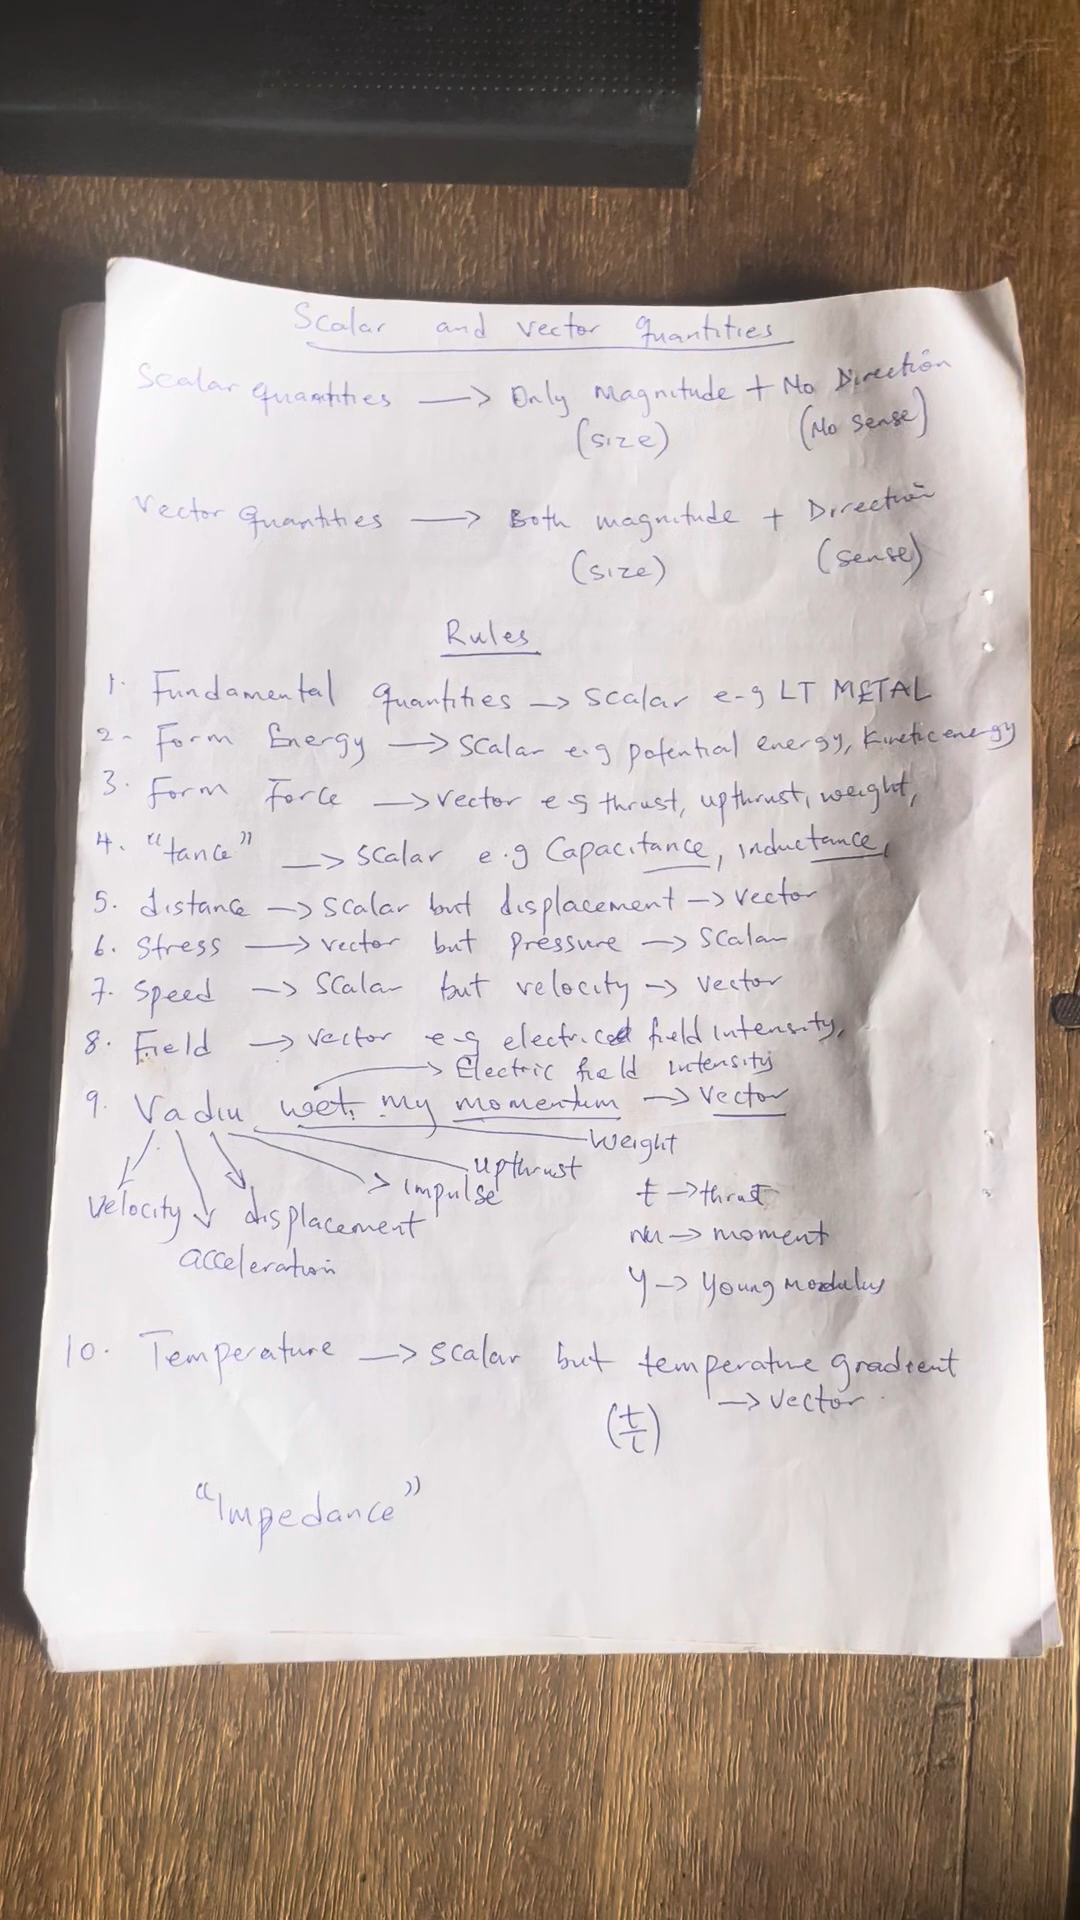 Scalar and vector quantities
Scalar quantities → Only Magnitude + No Direction
(size) (No sense)
Vector Quantities → Both magnitude + Direction
(size) (sense)
Rules
1. Fundamental quantities → scalar e-g LT METAL
2- Form Energy → scalar e.g potential energy, Kinetic energy
3. Form Force → vector e g thrust, upthrust, weight,
4. "tance" → scalar e.g Capacitance, inductance,
5. distance → scalar but displacement → vector
6. Stress → vector but pressure → scalar
7. Speed → scalar but velocity → vector
8. Field → vector e-g electrical field intensity,
→ Electric field intensity
9. Vadiu wet my momentum → vector
weight
upthrust
impulse
t → thrust
velocity displacement
m → moment
acceleration
Y → Young modulus
10. Temperature → scalar but temperature gradient
→ vector
(t/l)
"Impedance"